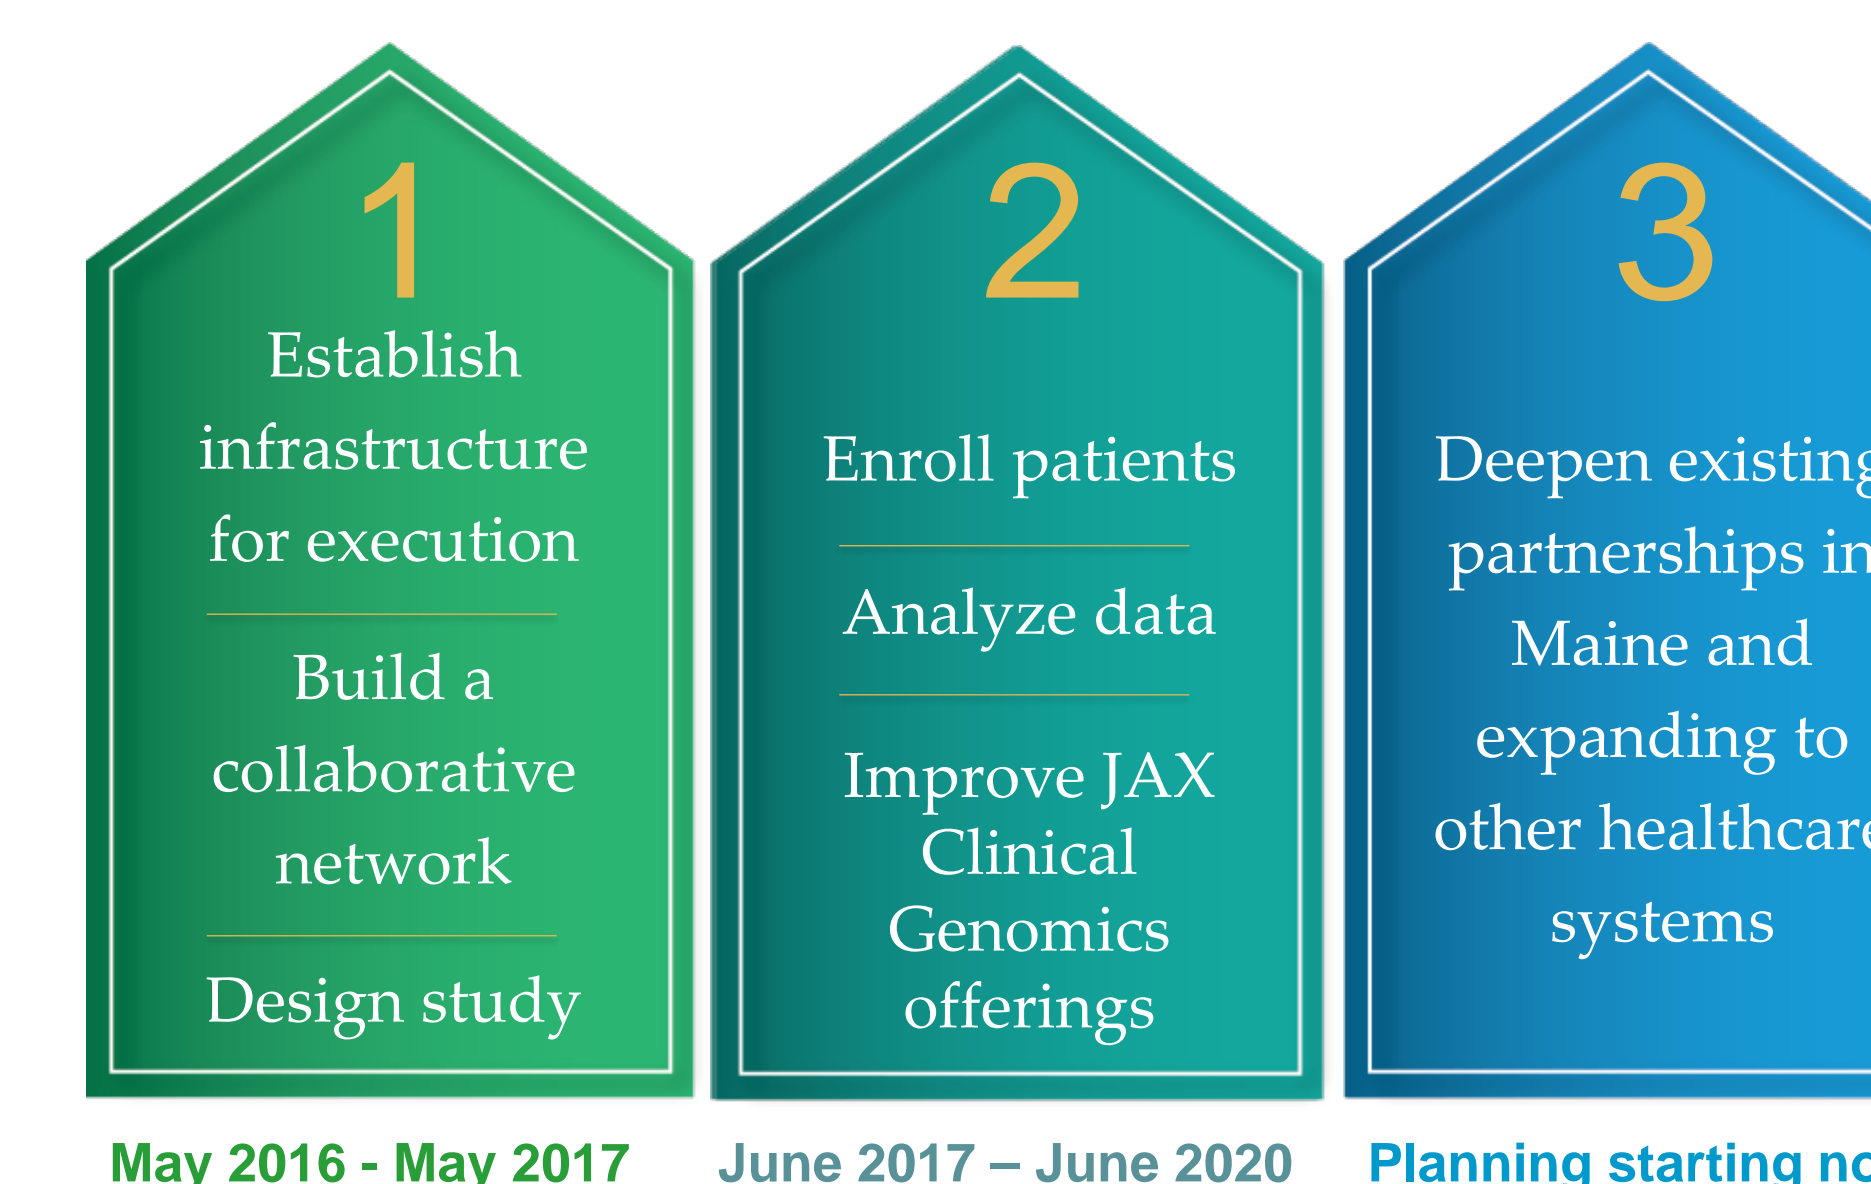 1
Establish
infrastructure
for execution
Build a
collaborative
network
Design study
May 2016 - May 2017
2
Enroll patients
Analyze data
Improve JAX
Clinical
Genomics
offerings
June 2017 – June 2020
3
Deepen existing
partnerships in
Maine and
expanding to
other healthcare
systems
Planning starting